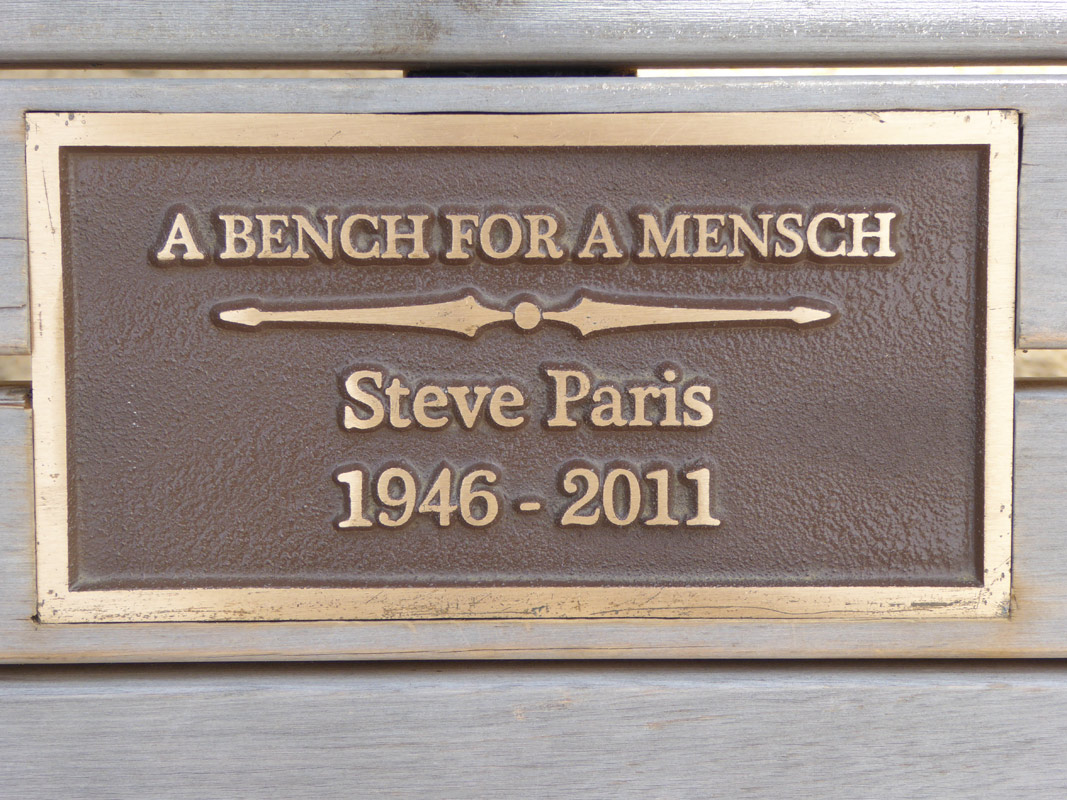 A BENCH FOR A MENSCH
Steve Paris
1946 - 2011